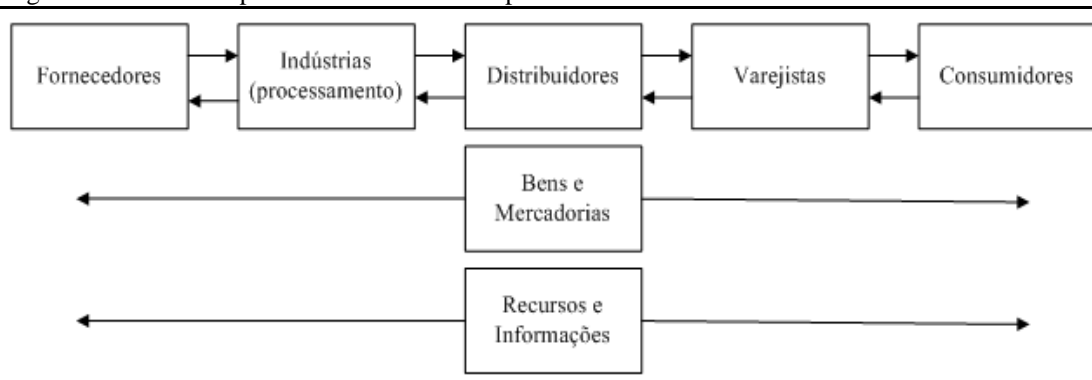 Fornecedores
Indústrias
(processamento)
Distribuidores
Varejistas
Consumidores
Bens e
Mercadorias
Recursos e
Informações